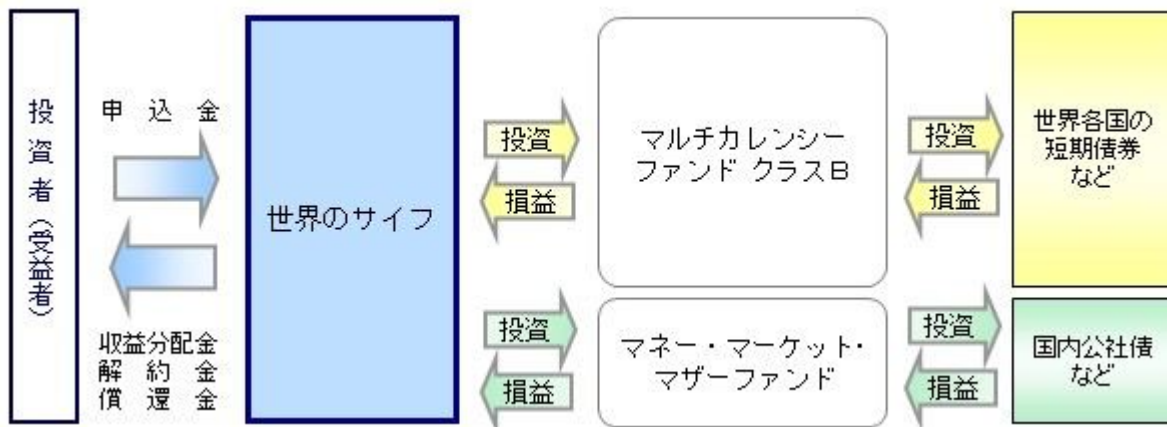 投資者(受益者)
申込金
収益分配金
解約金
償還金
世界のサイフ
投資
損益
マルチカレンシー
ファンド クラスB
投資
損益
世界各国の
短期債券
など
投資
損益
マネー・マーケット・
マザーファンド
投資
損益
国内公社債
など